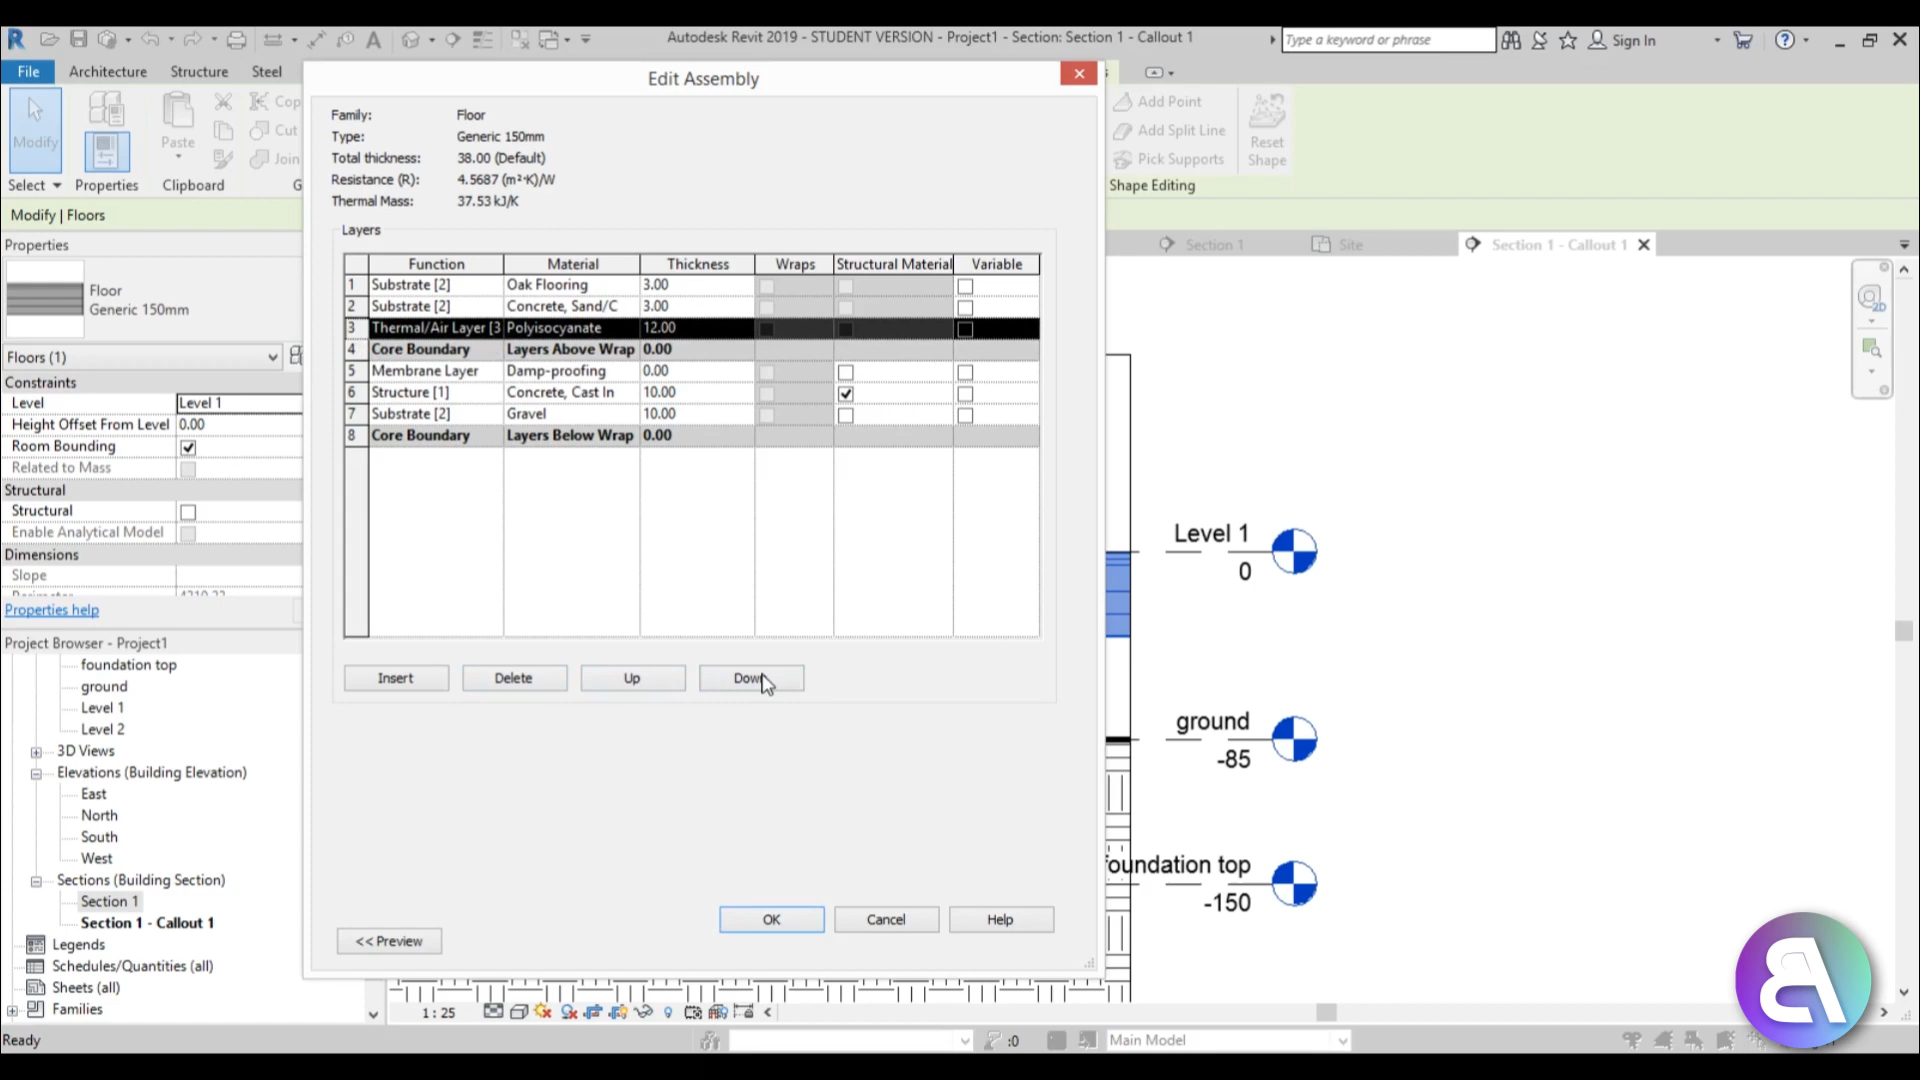 Autodesk Revit 2019 - STUDENT VERSION - Project1 - Section: Section 1 - Callout 1
Type a keyword or phrase
Sign In
File
Architecture
Structure
Steel
Modify
Select
Properties
Paste
Clipboard
Cop
Cut
Join
G
Add Point
Add Split Line
Pick Supports
Reset
Shape
Shape Editing
Modify | Floors
Section 1
Site
Section 1 - Callout 1
Properties
Floor
Generic 150mm
Floors (1)
Constraints
Level Level 1
Height Offset From Level 0.00
Room Bounding
Related to Mass
Structural
Structural
Enable Analytical Model
Dimensions
Slope
Properties help
Project Browser - Project1
foundation top
ground
Level 1
Level 2
3D Views
Elevations (Building Elevation)
East
North
South
West
Sections (Building Section)
Section 1
Section 1 - Callout 1
Legends
Schedules/Quantities (all)
Sheets (all)
Families
Edit Assembly
Family: Floor
Type: Generic 150mm
Total thickness: 38.00 (Default)
Resistance (R): 4.5687 (m²·K)/W
Thermal Mass: 37.53 kJ/K
Layers
Function Material Thickness Wraps Structural Material Variable
1 Substrate [2] Oak Flooring 3.00
2 Substrate [2] Concrete, Sand/C 3.00
3 Thermal/Air Layer [3 Polyisocyanate 12.00
4 Core Boundary Layers Above Wrap 0.00
5 Membrane Layer Damp-proofing 0.00
6 Structure [1] Concrete, Cast In 10.00
7 Substrate [2] Gravel 10.00
8 Core Boundary Layers Below Wrap 0.00
Insert
Delete
Up
Dow
OK
Cancel
Help
<< Preview
Level 1
0
ground
-85
foundation top
-150
2D
1 : 25
Ready
:0
Main Model